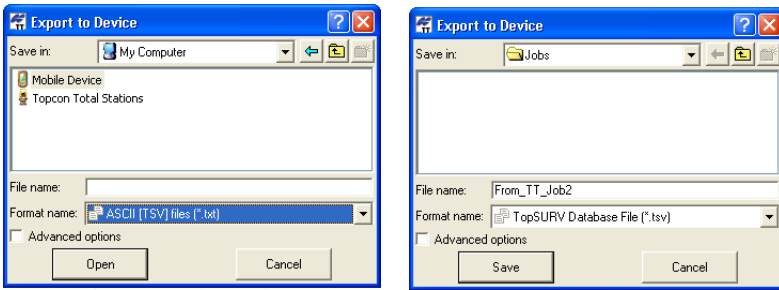 Export to Device
Save in: My Computer
Mobile Device
Topcon Total Stations
File name:
Format name: ASCII [TSV] files (*.txt)
Advanced options
Open Cancel
Export to Device
Save in: Jobs
File name: From_TT_Job2
Format name: TopSURV Database File (*.tsv)
Advanced options
Save Cancel